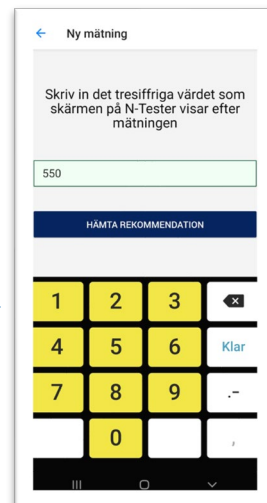 ← Ny mätning
Skriv in det tresiffriga värdet som
skärmen på N-Tester visar efter
mätningen
550
HÄMTA REKOMMENDATION
1 2 3
4 5 6 Klar
7 8 9 .-
0 ,